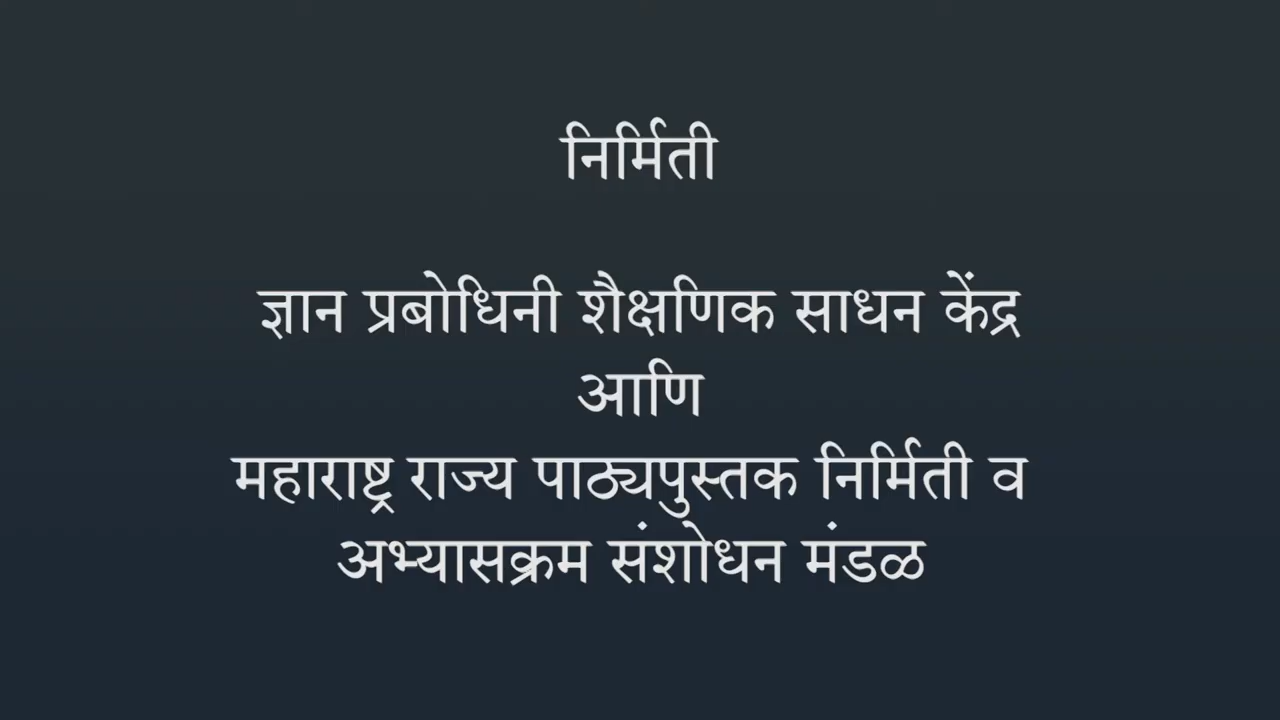 निर्मिती
ज्ञान प्रबोधिनी शैक्षणिक साधन केंद्र
आणि
महाराष्ट्र राज्य पाठ्यपुस्तक निर्मिती व
अभ्यासक्रम संशोधन मंडळ